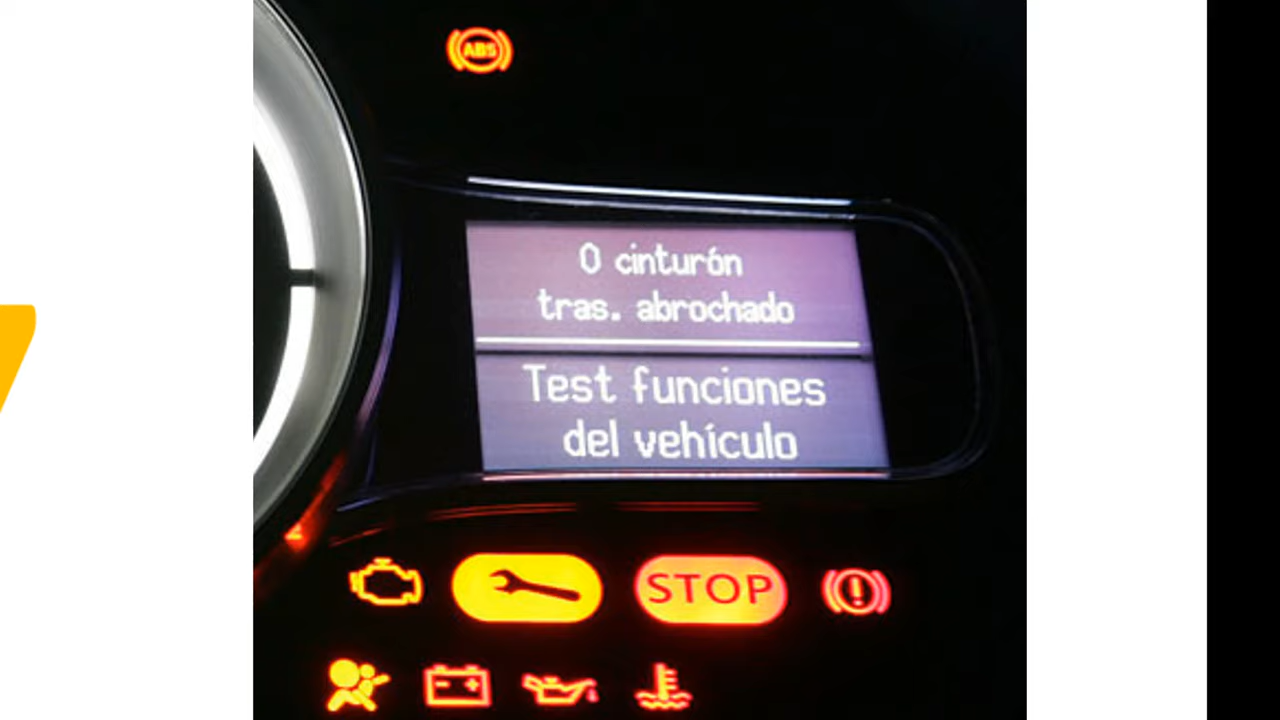 ABS
0 cinturón
tras. abrochado
Test funciones
del vehículo
STOP